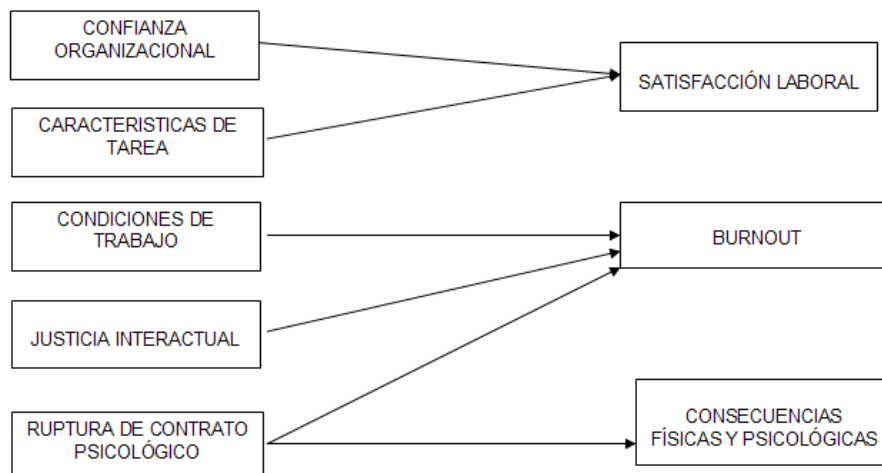 CONFIANZA
ORGANIZACIONAL
SATISFACCIÓN LABORAL
CARACTERISTICAS DE
TAREA
CONDICIONES DE
TRABAJO
BURNOUT
JUSTICIA INTERACTUAL
RUPTURA DE CONTRATO
PSICOLÓGICO
CONSECUENCIAS
FÍSICAS Y PSICOLÓGICAS